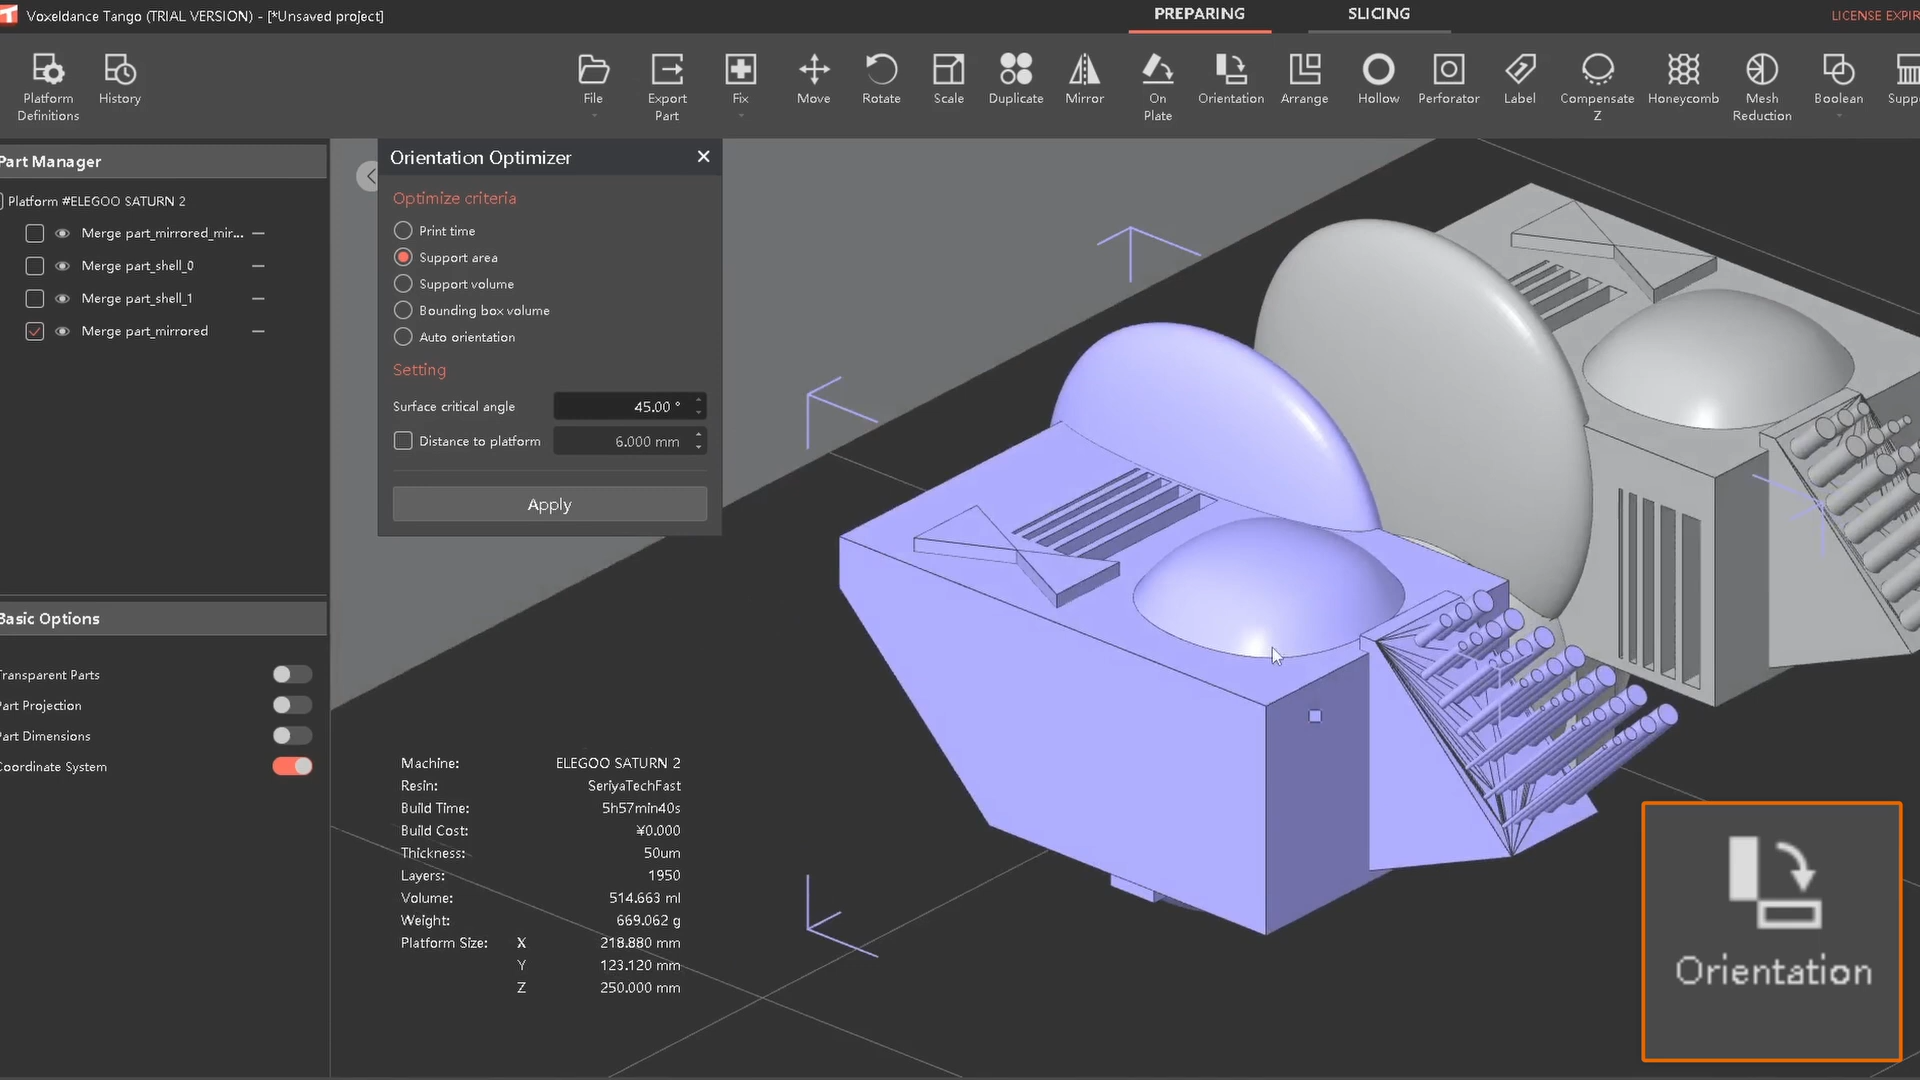 Voxeldance Tango (TRIAL VERSION) - [*Unsaved project]
PREPARING
SLICING
LICENSE EXPIR
Platform
Definitions
History
File
Export
Part
Fix
Move
Rotate
Scale
Duplicate
Mirror
On
Plate
Orientation
Arrange
Hollow
Perforator
Label
Compensate
Z
Honeycomb
Mesh
Reduction
Boolean
Suppo
Part Manager
Platform #ELEGOO SATURN 2
Merge part_mirrored_mir...
Merge part_shell_0
Merge part_shell_1
Merge part_mirrored
Orientation Optimizer
Optimize criteria
Print time
Support area
Support volume
Bounding box volume
Auto orientation
Setting
Surface critical angle 45.00 °
Distance to platform 6.000 mm
Apply
Basic Options
Transparent Parts
Part Projection
Part Dimensions
Coordinate System
Machine: ELEGOO SATURN 2
Resin: SeriyaTechFast
Build Time: 5h57min40s
Build Cost: ¥0.000
Thickness: 50um
Layers: 1950
Volume: 514.663 ml
Weight: 669.062 g
Platform Size: X 218.880 mm
Y 123.120 mm
Z 250.000 mm
Orientation